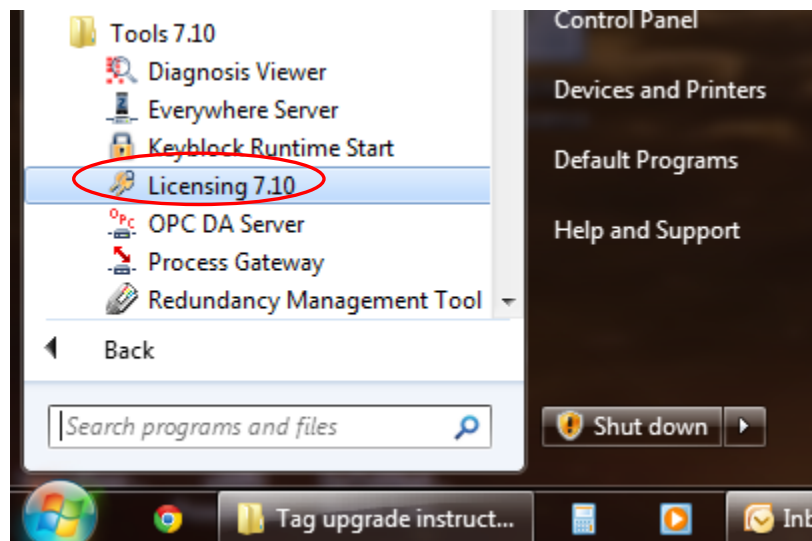 Tools 7.10
Diagnosis Viewer
Everywhere Server
Keyblock Runtime Start
Licensing 7.10
OPC DA Server
Process Gateway
Redundancy Management Tool
Back
Search programs and files
Control Panel
Devices and Printers
Default Programs
Help and Support
Shut down
Tag upgrade instruct...
Inb